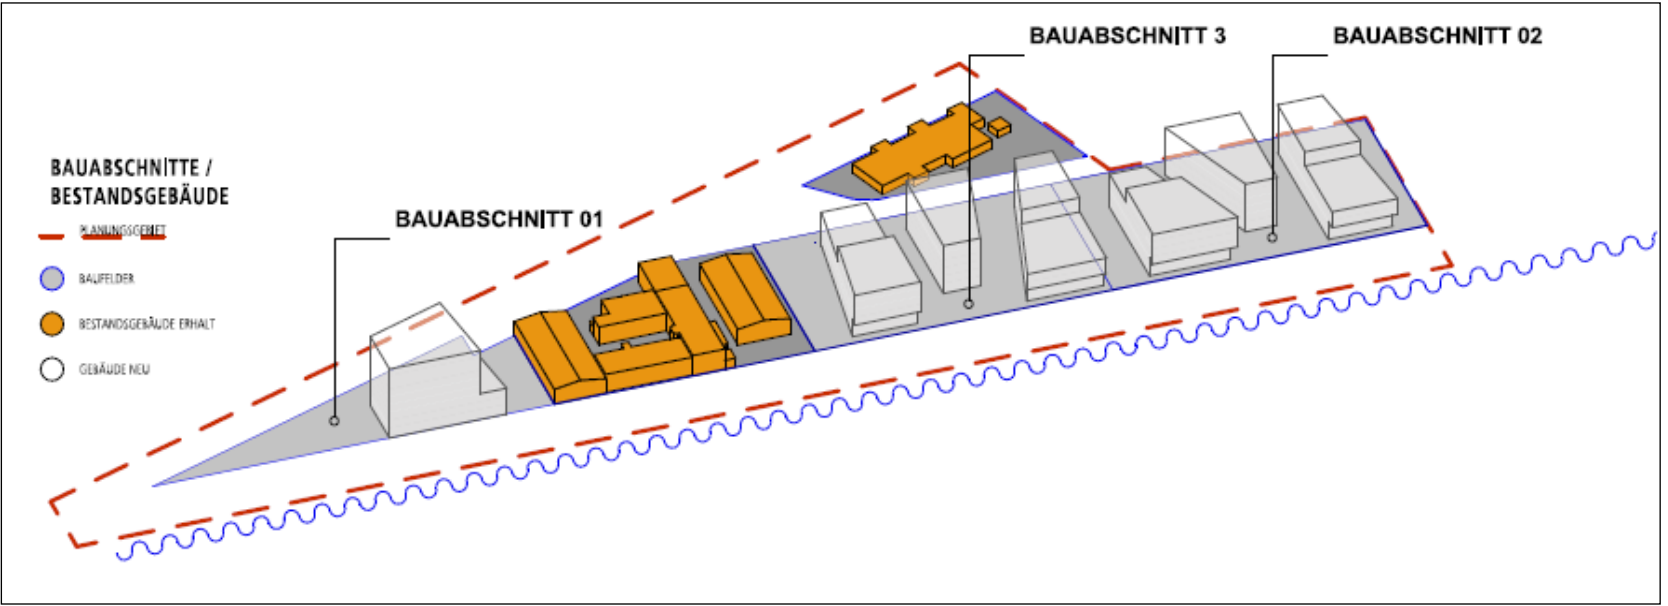 BAUABSCHNITT 3
BAUABSCHNITT 02
BAUABSCHNITTE /
BESTANDSGEBÄUDE
PLANUNGSGEBIET
BAUFELDER
BESTANDSGEBÄUDE ERHALT
GEBÄUDE NEU
BAUABSCHNITT 01